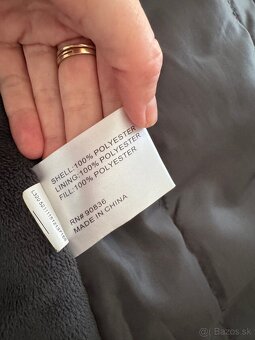 SHELL:100% POLYESTER
LINING:100% POLYESTER
FILL:100% POLYESTER
RN# 90836
MADE IN CHINA
Bazos.sk